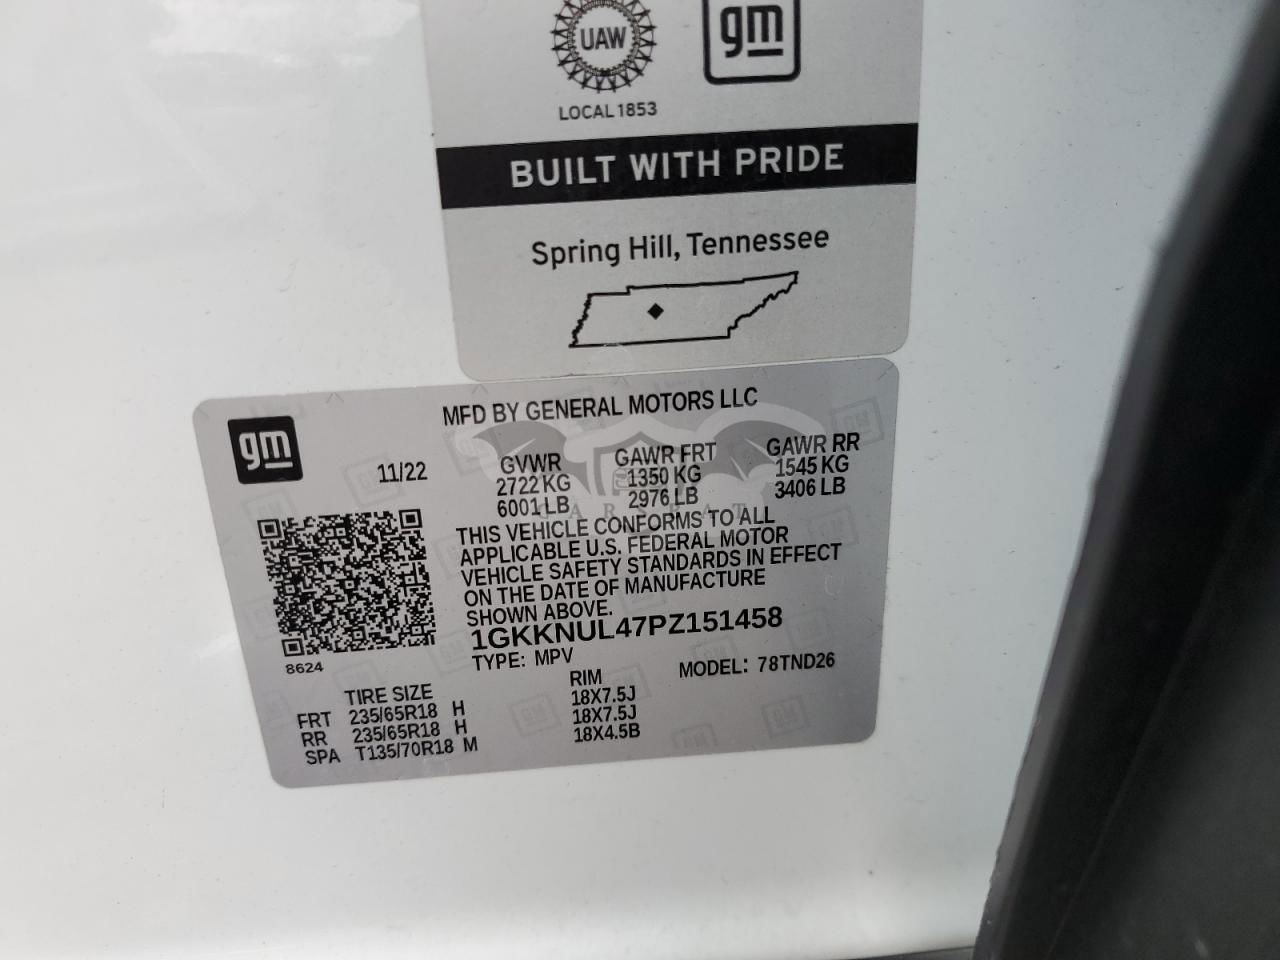 UAW
gm
LOCAL 1853
BUILT WITH PRIDE
Spring Hill, Tennessee
gm
MFD BY GENERAL MOTORS LLC
11/22
GVWR GAWR FRT GAWR RR
2722 KG 1350 KG 1545 KG
6001 LB 2976 LB 3406 LB
THIS VEHICLE CONFORMS TO ALL
APPLICABLE U.S. FEDERAL MOTOR
VEHICLE SAFETY STANDARDS IN EFFECT
ON THE DATE OF MANUFACTURE
SHOWN ABOVE.
1GKKNUL47PZ151458
TYPE: MPV MODEL: 78TND26
8624
TIRE SIZE RIM
FRT 235/65R18 H 18X7.5J
RR 235/65R18 H 18X7.5J
SPA T135/70R18 M 18X4.5B